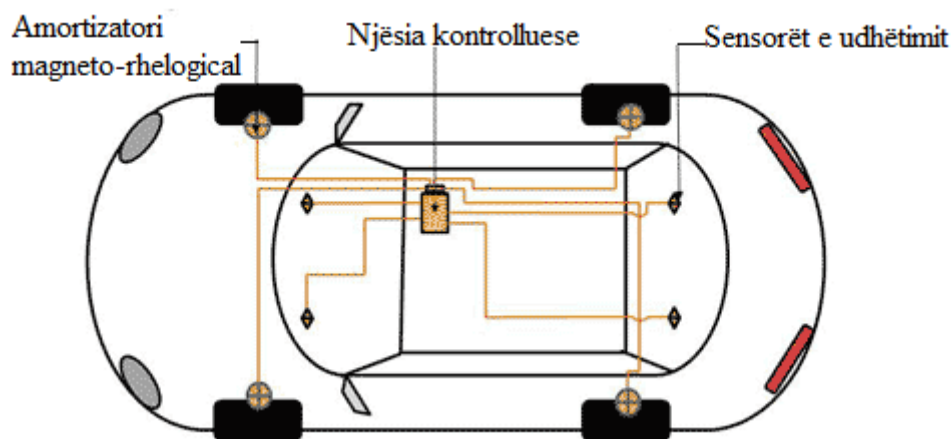 Amortizatori
magneto-rhelogical
Njësia kontrolluese
Sensorët e udhëtimit